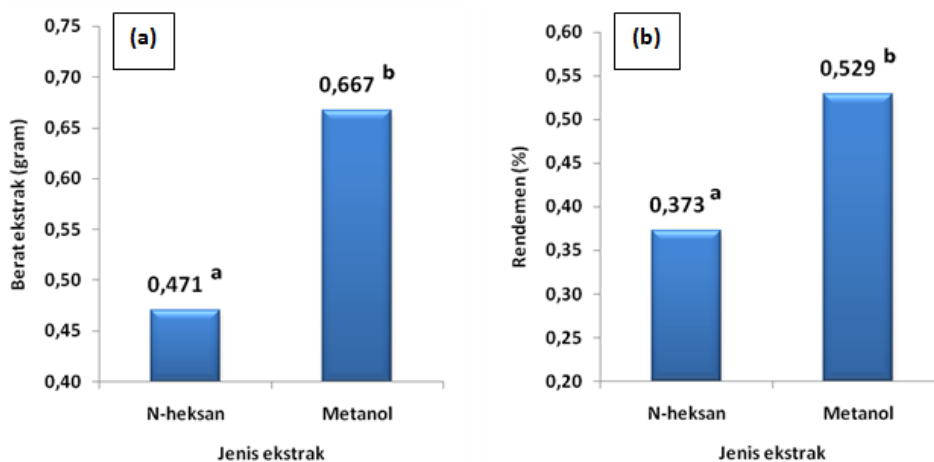 (a)
Berat ekstrak (gram)
0,75
0,70
0,65
0,60
0,55
0,50
0,45
0,40
0,471 a
0,667 b
N-heksan Metanol
Jenis ekstrak
(b)
Rendemen (%)
0,60
0,55
0,50
0,45
0,40
0,35
0,30
0,25
0,20
0,373 a
0,529 b
N-heksan Metanol
Jenis ekstrak